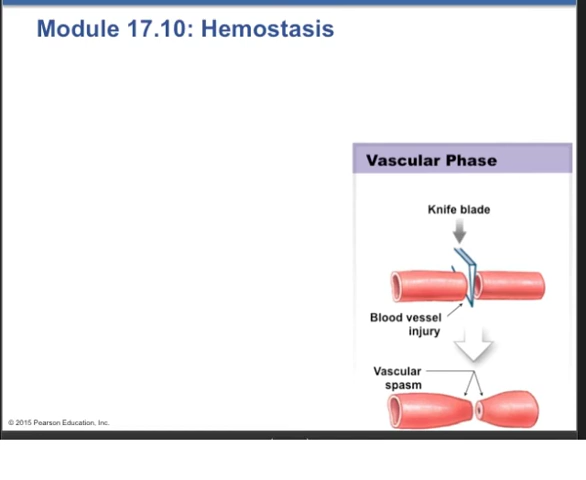 Module 17.10: Hemostasis
Vascular Phase
Knife blade
Blood vessel
injury
Vascular
spasm
© 2015 Pearson Education, Inc.